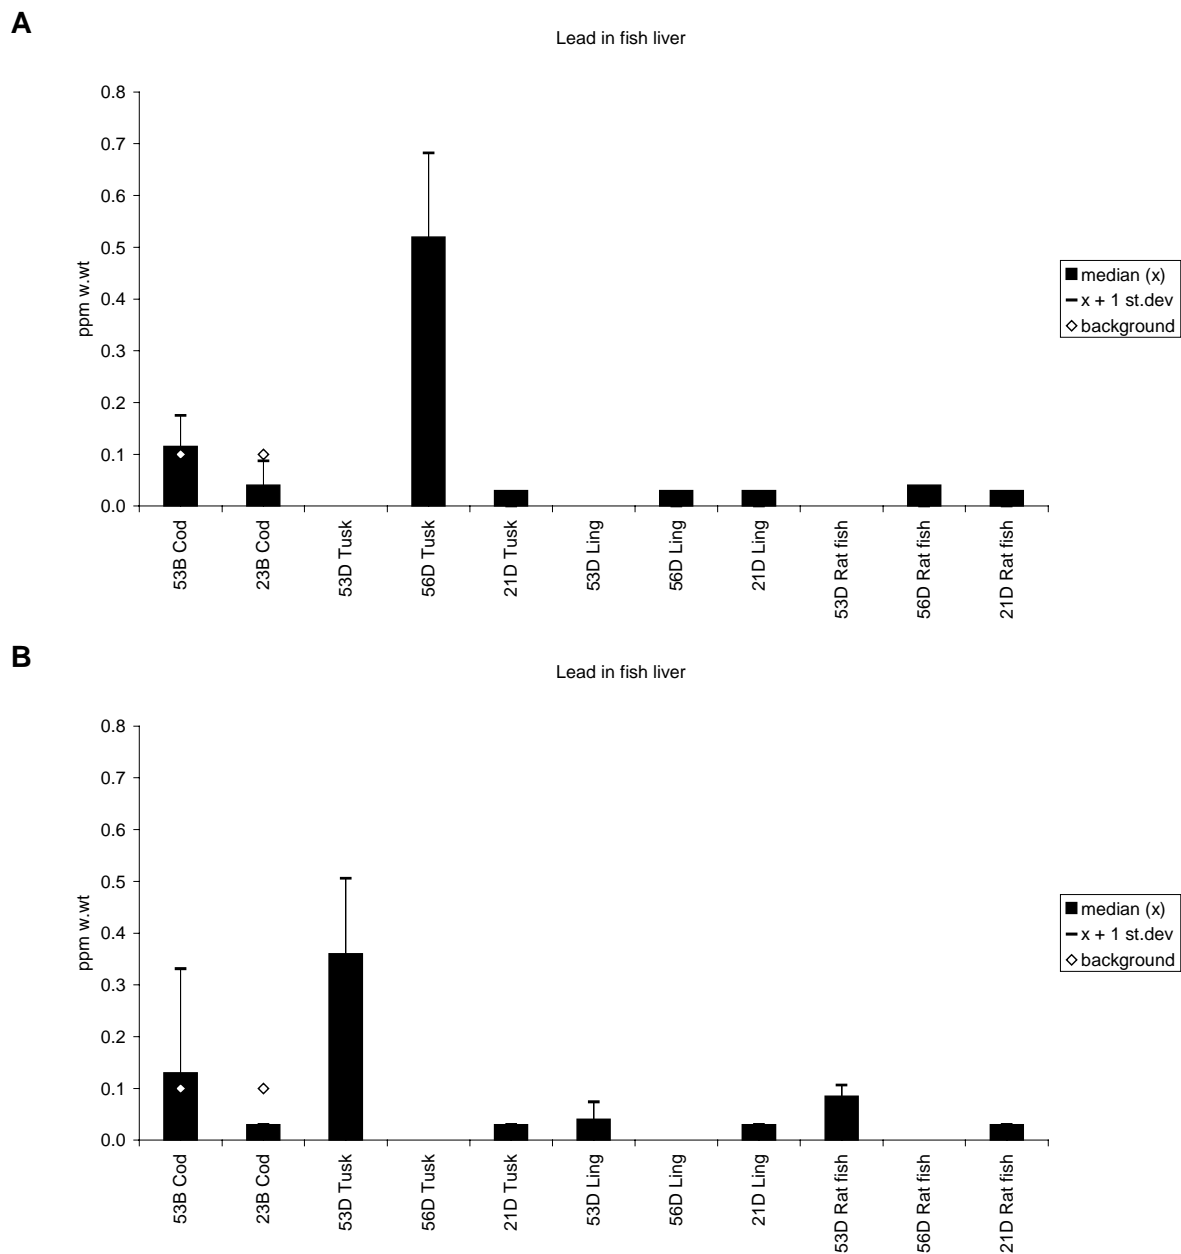 A
Lead in fish liver
0.8
0.7
0.6
0.5
0.4
0.3
0.2
0.1
0.0
ppm w.wt
53B Cod
23B Cod
53D Tusk
56D Tusk
21D Tusk
53D Ling
56D Ling
21D Ling
53D Rat fish
56D Rat fish
21D Rat fish
median (x)
x + 1 st.dev
background
B
Lead in fish liver
0.8
0.7
0.6
0.5
0.4
0.3
0.2
0.1
0.0
ppm w.wt
53B Cod
23B Cod
53D Tusk
56D Tusk
21D Tusk
53D Ling
56D Ling
21D Ling
53D Rat fish
56D Rat fish
21D Rat fish
median (x)
x + 1 st.dev
background